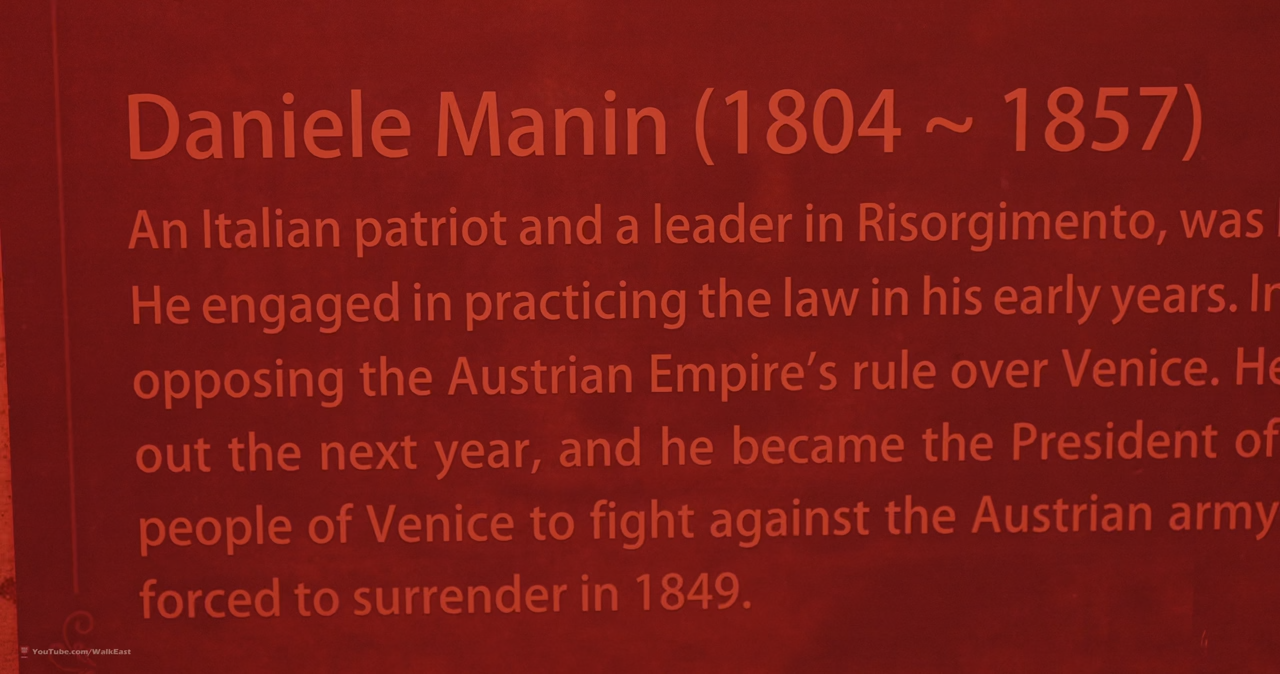 Daniele Manin (1804 ~ 1857)
An Italian patriot and a leader in Risorgimento, was
He engaged in practicing the law in his early years. In
opposing the Austrian Empire’s rule over Venice. He
out the next year, and he became the President of
people of Venice to fight against the Austrian army
forced to surrender in 1849.
YouTube.com/WalkEast